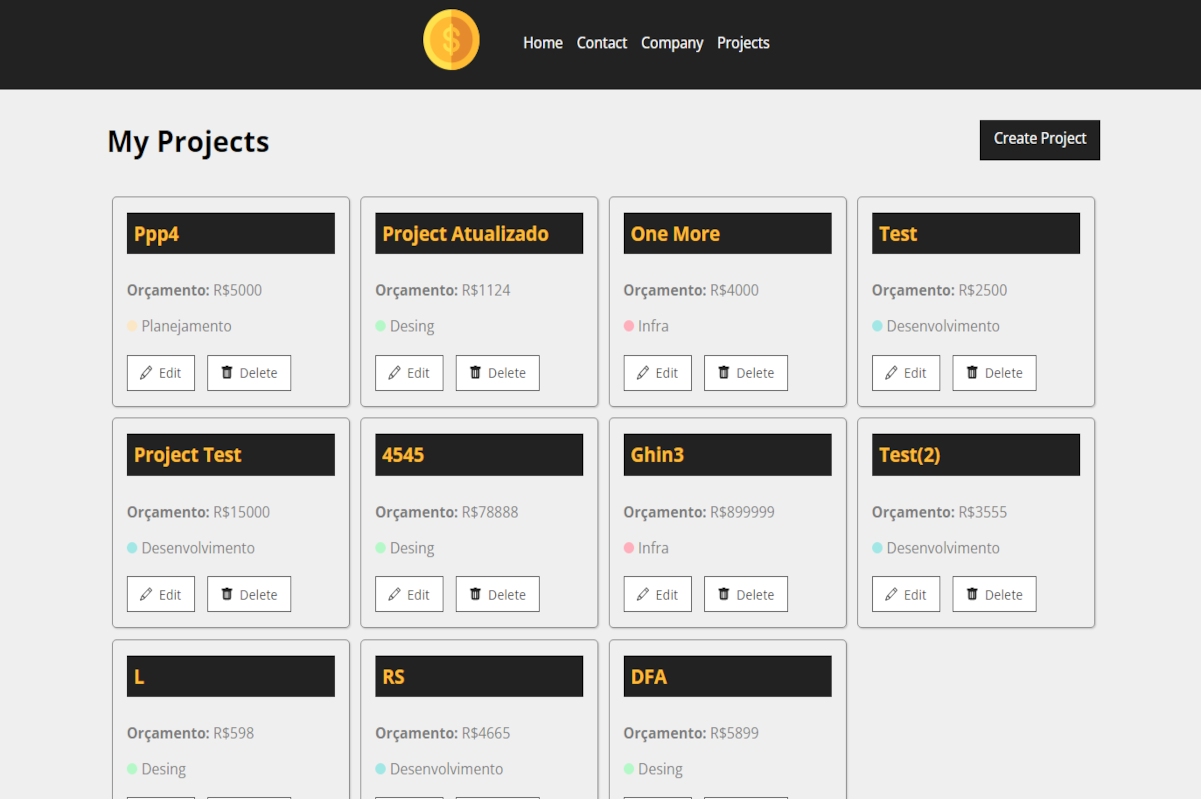 $
Home Contact Company Projects
My Projects
Create Project
Ppp4
Orçamento: R$5000
Planejamento
Edit Delete
Project Atualizado
Orçamento: R$1124
Desing
Edit Delete
One More
Orçamento: R$4000
Infra
Edit Delete
Test
Orçamento: R$2500
Desenvolvimento
Edit Delete
Project Test
Orçamento: R$15000
Desenvolvimento
Edit Delete
4545
Orçamento: R$78888
Desing
Edit Delete
Ghin3
Orçamento: R$899999
Infra
Edit Delete
Test(2)
Orçamento: R$3555
Desenvolvimento
Edit Delete
L
Orçamento: R$598
Desing
RS
Orçamento: R$4665
Desenvolvimento
DFA
Orçamento: R$5899
Desing